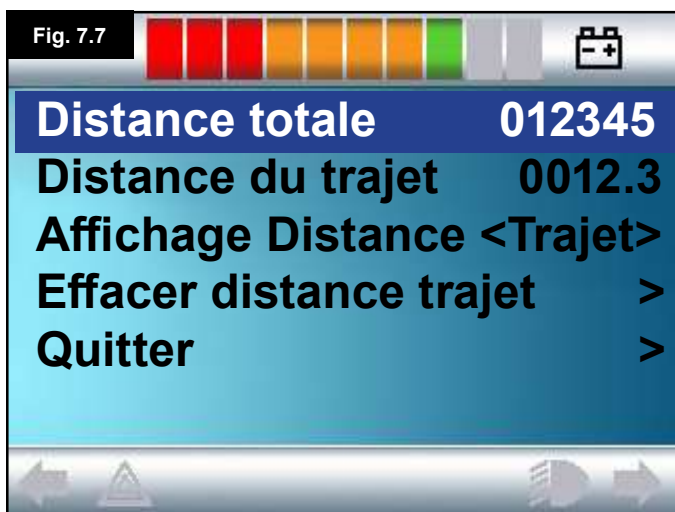 Fig. 7.7
Distance totale 012345
Distance du trajet 0012.3
Affichage Distance <Trajet>
Effacer distance trajet >
Quitter >